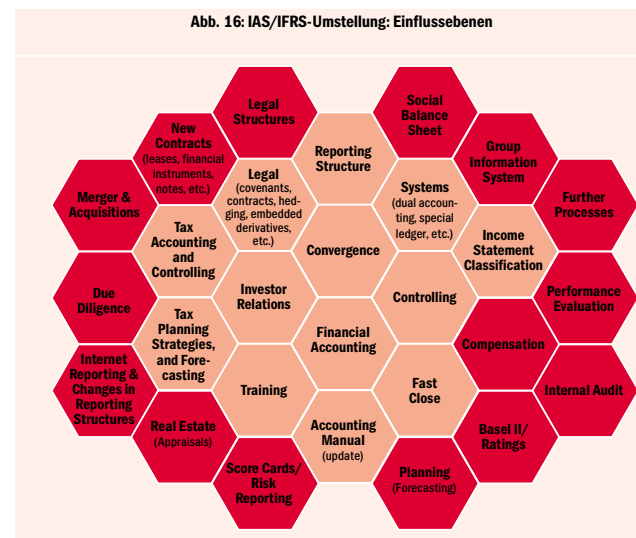 Abb. 16: IAS/IFRS-Umstellung: Einflussebenen
Legal
Structures
Social
Balance
Sheet
New
Contracts
(leases, financial
instruments,
notes, etc.)
Reporting
Structure
Group
Information
System
Merger &
Acquisitions
Legal
(covenants,
contracts, hed-
ging, embedded
derivatives,
etc.)
Systems
(dual accoun-
ting, special
ledger, etc.)
Further
Processes
Tax
Accounting
and
Controlling
Convergence
Income
Statement
Classification
Due
Diligence
Investor
Relations
Controlling
Performance
Evaluation
Tax
Planning
Strategies,
and Fore-
casting
Financial
Accounting
Compensation
Internet
Reporting &
Changes in
Reporting
Structures
Training
Fast
Close
Internal Audit
Real Estate
(Appraisals)
Accounting
Manual
(update)
Basel II/
Ratings
Score Cards/
Risk
Reporting
Planning
(Forecasting)